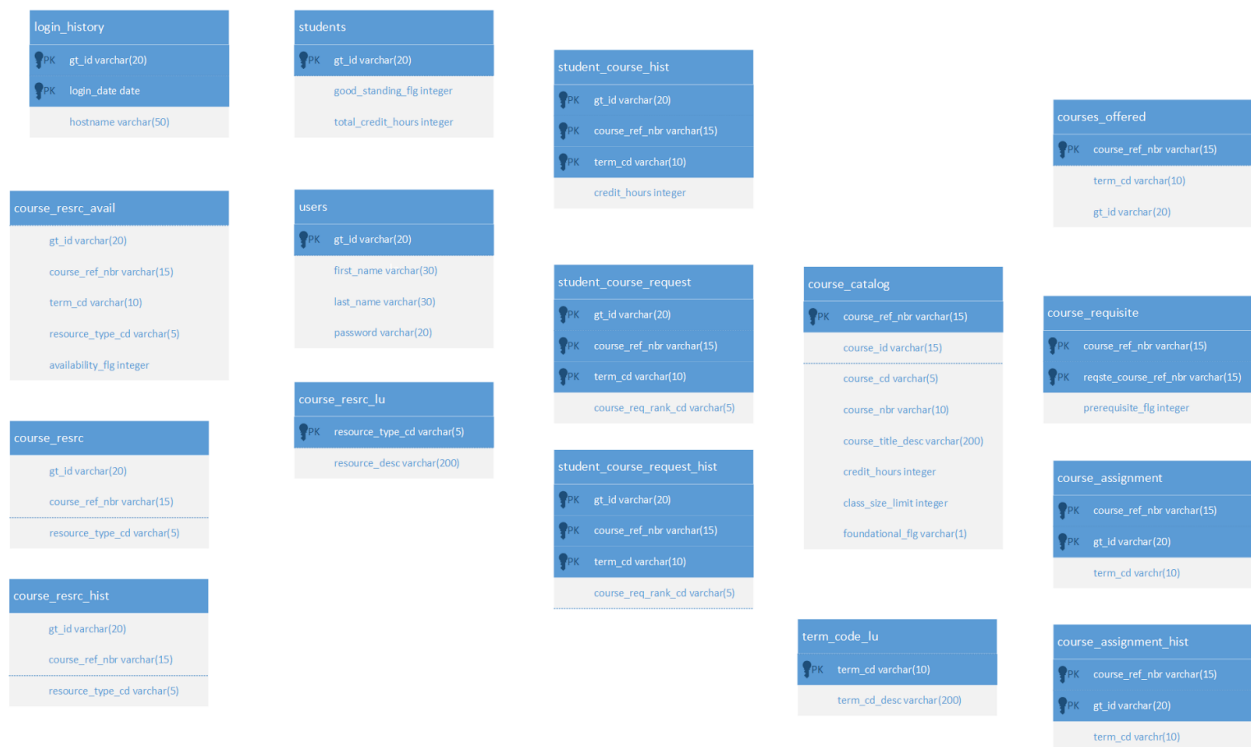 login_history
PK gt_id varchar(20)
PK login_date date
hostname varchar(50)
course_resrc_avail
gt_id varchar(20)
course_ref_nbr varchar(15)
term_cd varchar(10)
resource_type_cd varchar(5)
availability_flg integer
course_resrc
gt_id varchar(20)
course_ref_nbr varchar(15)
resource_type_cd varchar(5)
course_resrc_hist
gt_id varchar(20)
course_ref_nbr varchar(15)
resource_type_cd varchar(5)
students
PK gt_id varchar(20)
good_standing_flg integer
total_credit_hours integer
users
PK gt_id varchar(20)
first_name varchar(30)
last_name varchar(30)
password varchar(20)
course_resrc_lu
PK resource_type_cd varchar(5)
resource_desc varchar(200)
student_course_hist
PK gt_id varchar(20)
PK course_ref_nbr varchar(15)
PK term_cd varchar(10)
credit_hours integer
student_course_request
PK gt_id varchar(20)
PK course_ref_nbr varchar(15)
PK term_cd varchar(10)
course_req_rank_cd varchar(5)
student_course_request_hist
PK gt_id varchar(20)
PK course_ref_nbr varchar(15)
PK term_cd varchar(10)
course_req_rank_cd varchar(5)
course_catalog
PK course_ref_nbr varchar(15)
course_id varchar(15)
course_cd varchar(5)
course_nbr varchar(10)
course_title_desc varchar(200)
credit_hours integer
class_size_limit integer
foundational_flg varchar(1)
term_code_lu
PK term_cd varchar(10)
term_cd_desc varchar(200)
courses_offered
PK course_ref_nbr varchar(15)
term_cd varchar(10)
gt_id varchar(20)
course_requisite
PK course_ref_nbr varchar(15)
PK reqste_course_ref_nbr varchar(15)
prerequisite_flg integer
course_assignment
PK course_ref_nbr varchar(15)
PK gt_id varchar(20)
term_cd varchr(10)
course_assignment_hist
PK course_ref_nbr varchar(15)
PK gt_id varchar(20)
term_cd varchr(10)